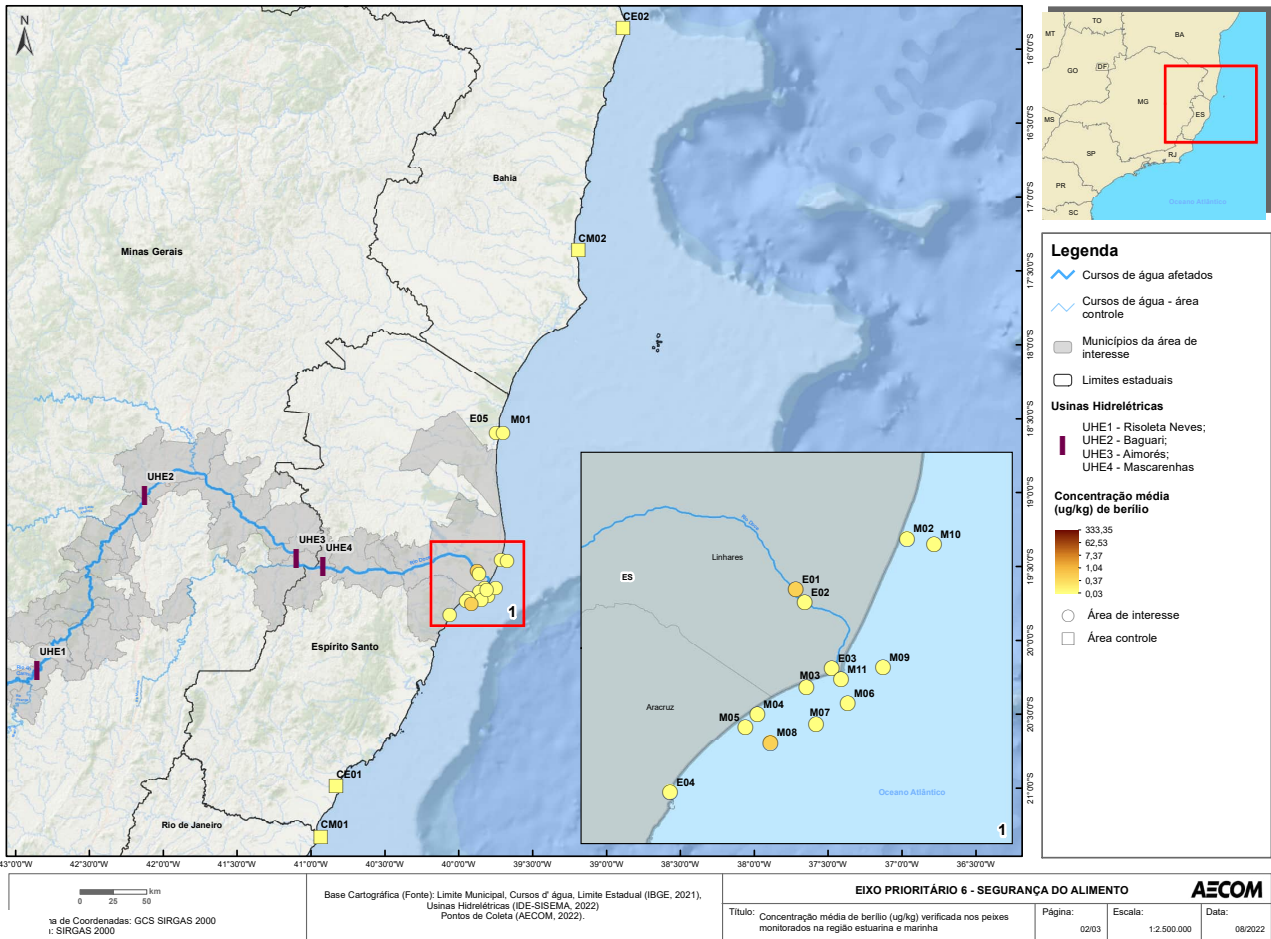 N
CE02
Bahia
CM02
Minas Gerais
E05
M01
UHE2
UHE3
UHE4
Rio Doce
1
UHE1
Espírito Santo
CE01
CM01
Rio de Janeiro
16°0'0"S
16°30'0"S
17°0'0"S
17°30'0"S
18°0'0"S
18°30'0"S
19°0'0"S
19°30'0"S
20°0'0"S
20°30'0"S
21°0'0"S
43°0'0"W
42°30'0"W
42°0'0"W
41°30'0"W
41°0'0"W
40°30'0"W
40°0'0"W
39°30'0"W
39°0'0"W
38°30'0"W
38°0'0"W
37°30'0"W
37°0'0"W
36°30'0"W
M02
M10
Rio Doce
Linhares
ES
E01
E02
E03
M09
M11
M03
M06
Aracruz
M04
M07
M05
M08
E04
Oceano Atlântico
1
TO
MT
BA
GO
DF
MG
MS
ES
SP
RJ
PR
SC
Oceano Atlântico
Legenda
Cursos de água afetados
Cursos de água - área
controle
Municípios da área de
interesse
Limites estaduais
Usinas Hidrelétricas
UHE1 - Risoleta Neves;
UHE2 - Baguari;
UHE3 - Aimorés;
UHE4 - Mascarenhas
Concentração média
(ug/kg) de berílio
333,35
62,53
7,37
1,04
0,37
0,03
Área de interesse
Área controle
km
0 25 50
a de Coordenadas: GCS SIRGAS 2000
: SIRGAS 2000
Base Cartográfica (Fonte): Limite Municipal, Cursos d' água, Limite Estadual (IBGE, 2021),
Usinas Hidrelétricas (IDE-SISEMA, 2022)
Pontos de Coleta (AECOM, 2022).
EIXO PRIORITÁRIO 6 - SEGURANÇA DO ALIMENTO
AECOM
Título: Concentração média de berílio (ug/kg) verificada nos peixes
monitorados na região estuarina e marinha
Página:
02/03
Escala:
1:2.500.000
Data:
08/2022